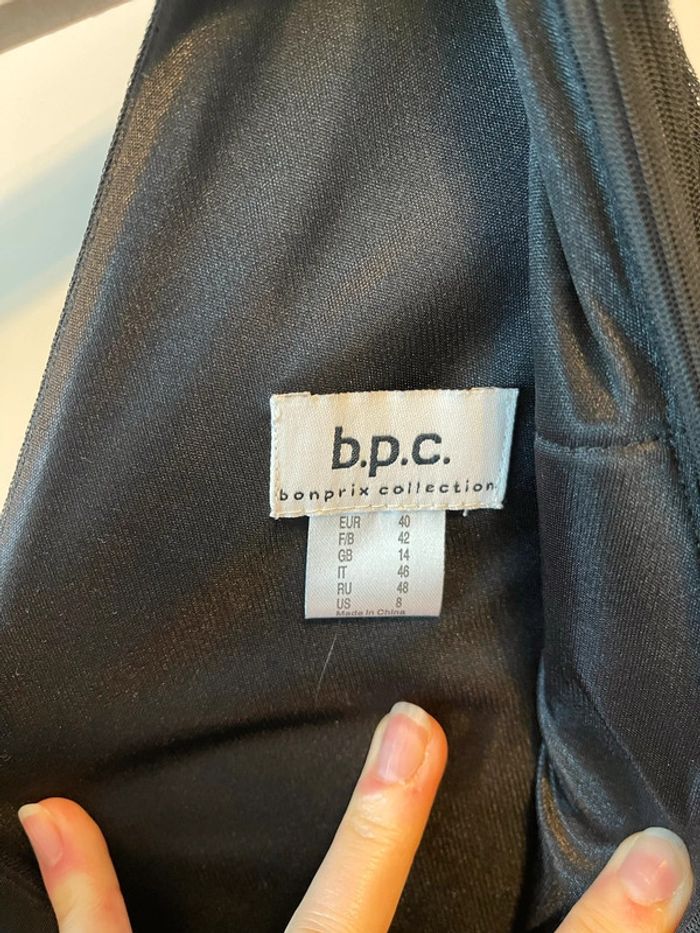 b.p.c.
bonprix collection
EUR 40
F/B 42
GB 14
IT 46
RU 48
US 8
Made in China